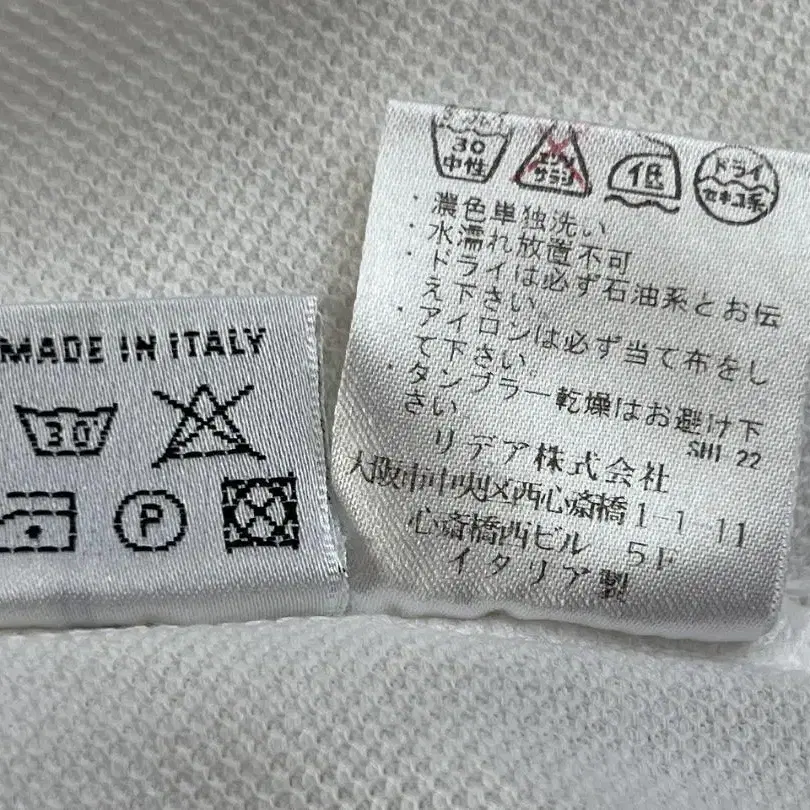 MADE IN ITALY
30
P
30
中性
エンソ
サラシ
低
ドライ
セキユ系
・濃色単独洗い
・水濡れ放置不可
・ドライは必ず石油系とお伝
え下さい
・アイロンは必ず当て布をし
て下さい
・タンブラー乾燥はお避け下
さい
SHI 22
リデア株式会社
大阪市中央区西心斎橋1-1-11
心斎橋西ビル 5F
イタリア製